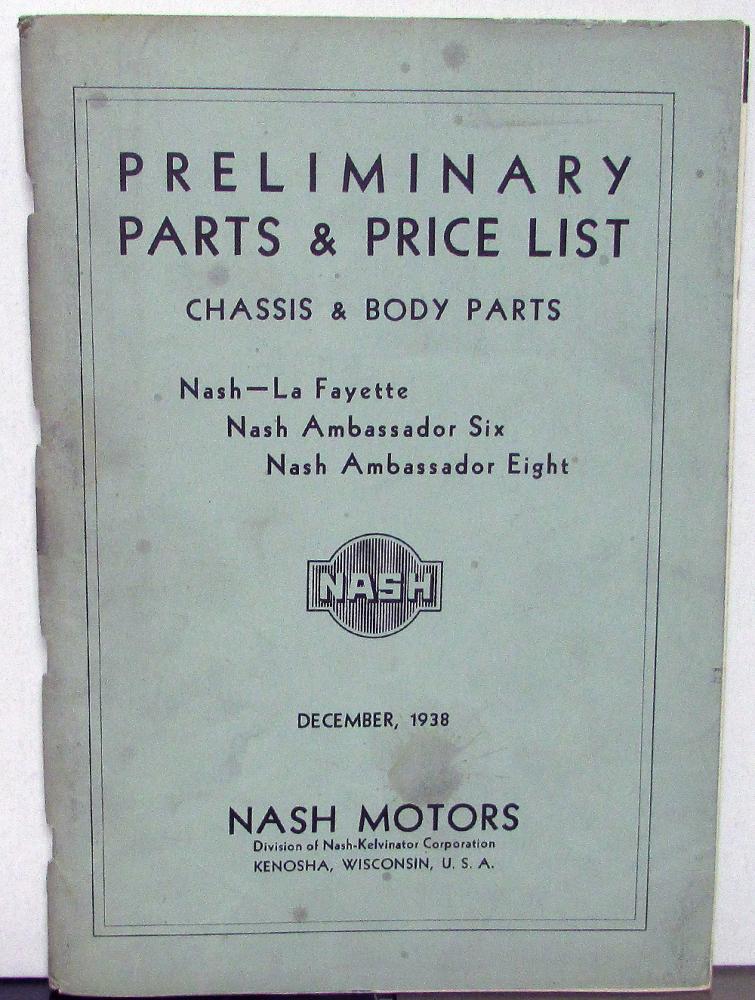 PRELIMINARY
PARTS & PRICE LIST
CHASSIS & BODY PARTS
Nash—La Fayette
Nash Ambassador Six
Nash Ambassador Eight
NASH
DECEMBER, 1938
NASH MOTORS
Division of Nash-Kelvinator Corporation
KENOSHA, WISCONSIN, U. S. A.